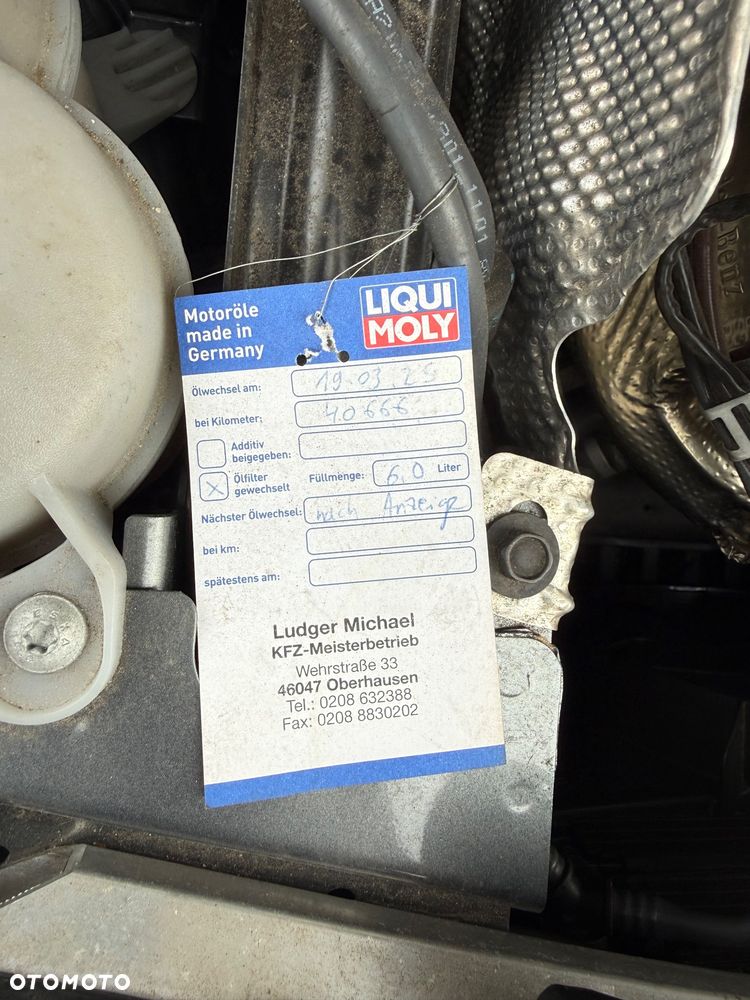 Motoröle
made in
Germany
LIQUI
MOLY
Ölwechsel am: 19.03.25
bei Kilometer: 40666
Additiv
beigegeben:
X Ölfilter
gewechselt Füllmenge: 6,0 Liter
Nächster Ölwechsel: nach Anzeige
bei km:
spätestens am:
Ludger Michael
KFZ-Meisterbetrieb
Wehrstraße 33
46047 Oberhausen
Tel.: 0208 632388
Fax: 0208 8830202
Benz
OTOMOTO